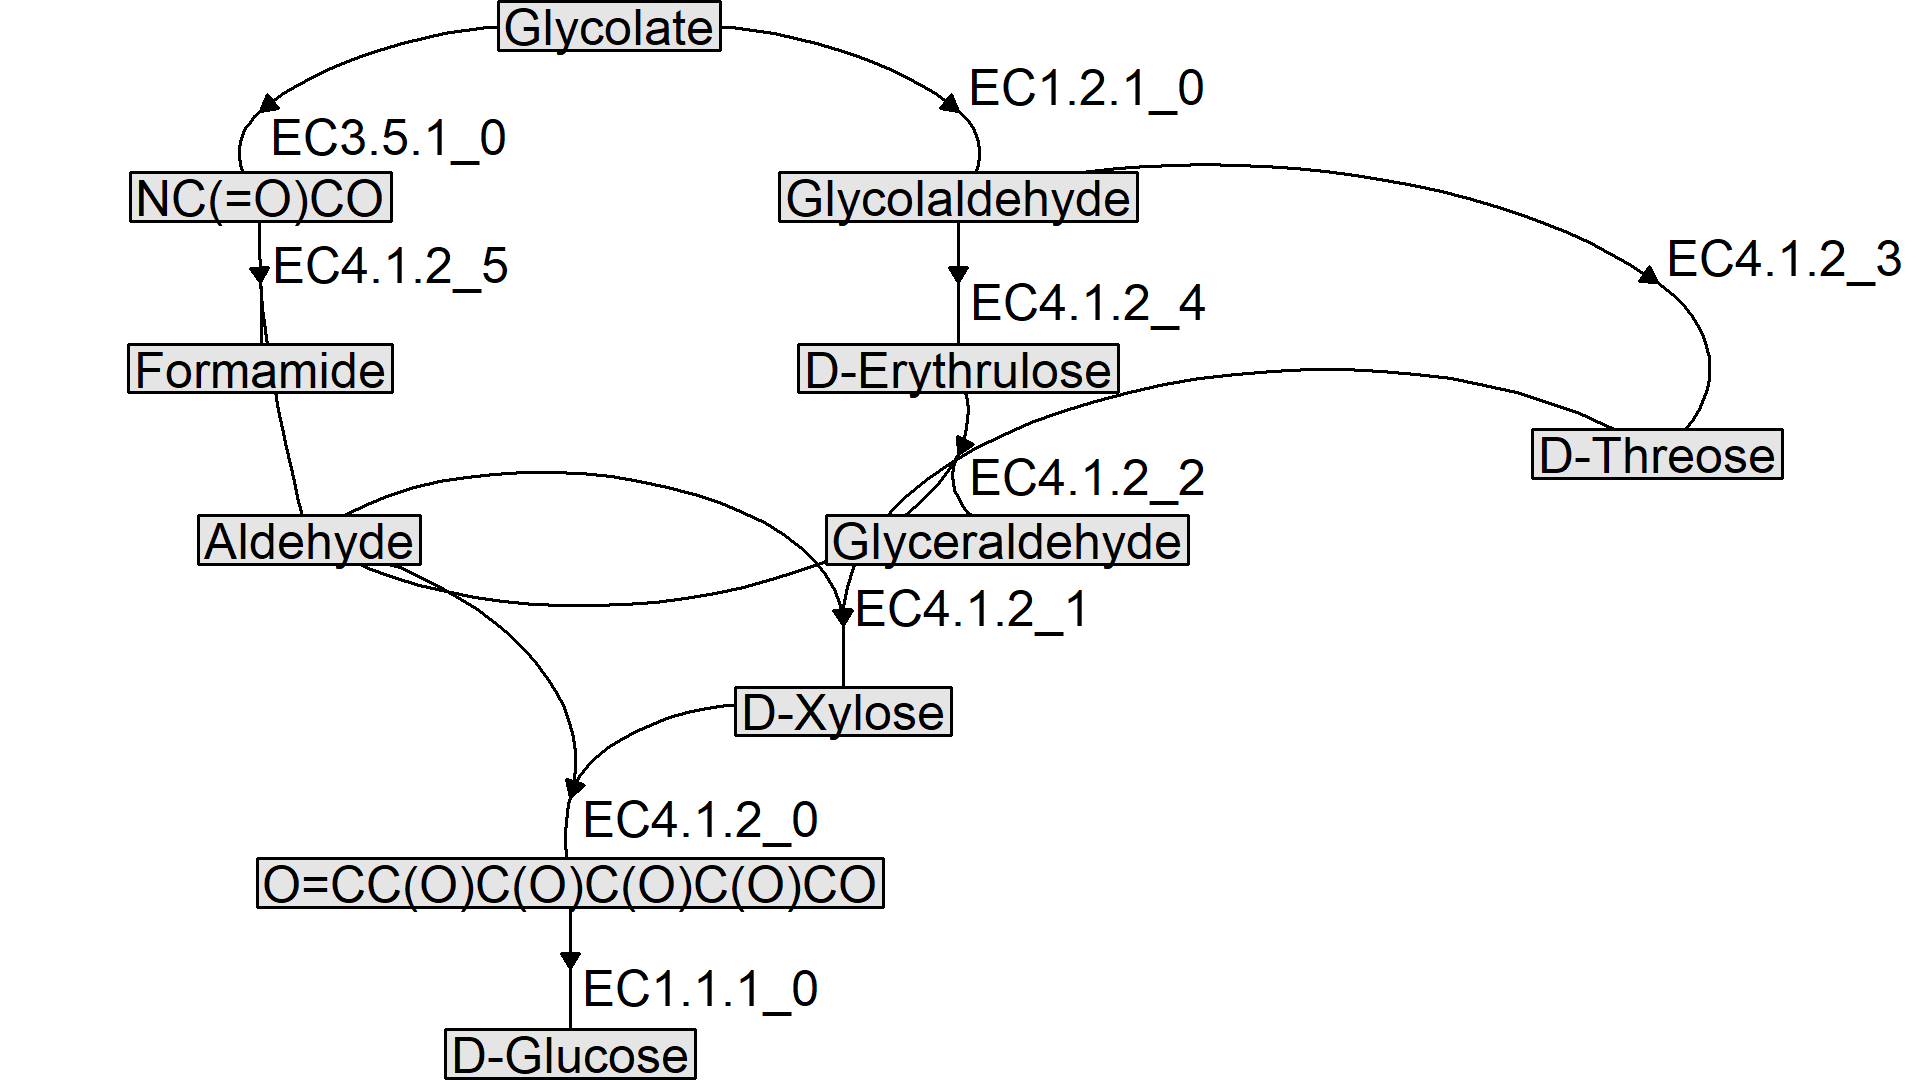 Glycolate
EC1.2.1_0
EC3.5.1_0
NC(=O)CO
Glycolaldehyde
EC4.1.2_5
EC4.1.2_3
EC4.1.2_4
Formamide
D-Erythrulose
D-Threose
EC4.1.2_2
Aldehyde
Glyceraldehyde
EC4.1.2_1
D-Xylose
EC4.1.2_0
O=CC(O)C(O)C(O)C(O)CO
EC1.1.1_0
D-Glucose